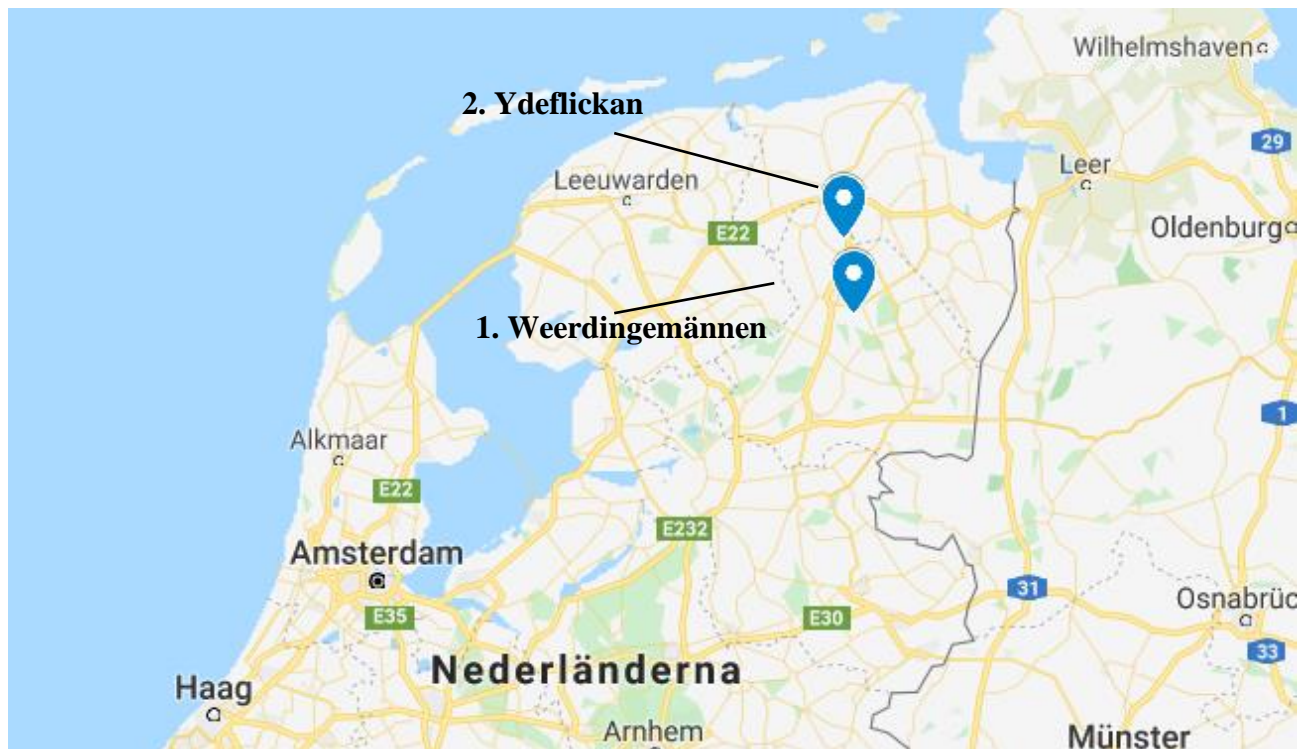 Wilhelmshaven
2. Ydeflickan
29
Leer
Leeuwarden
Oldenburg
E22
1. Weerdingemännen
1
Alkmaar
E22
E232
Amsterdam
31
Osnabrüc
E35
E30
33
Nederländerna
Haag
Arnhem
Münster